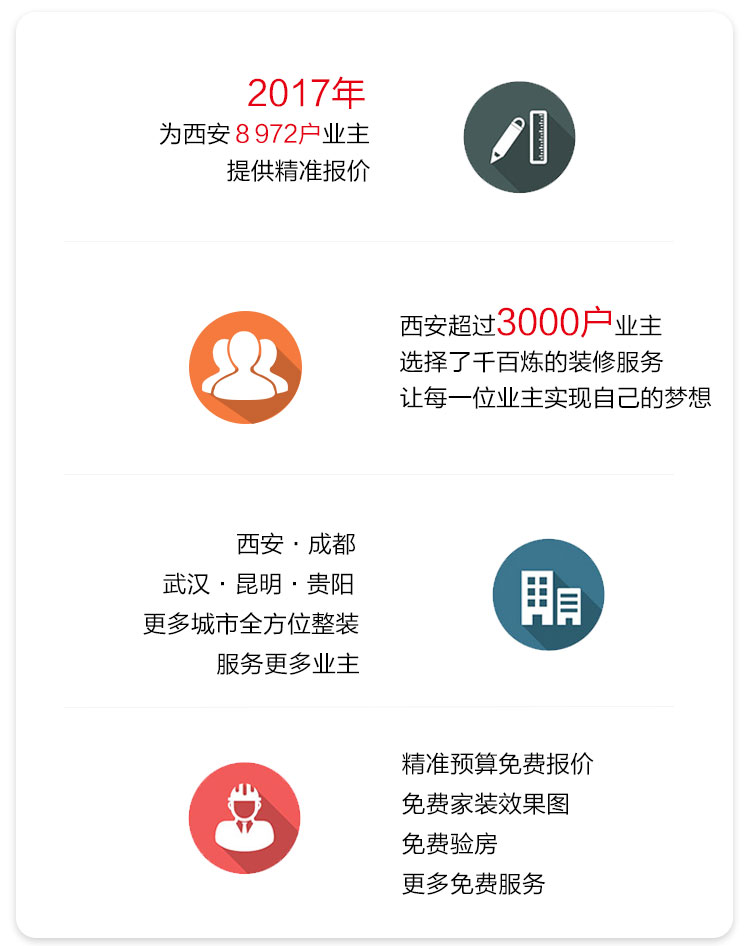 2017年
为西安8972户业主
提供精准报价
西安超过3000户业主
选择了千百炼的装修服务
让每一位业主实现自己的梦想
西安·成都
武汉·昆明·贵阳
更多城市全方位整装
服务更多业主
精准预算免费报价
免费家装效果图
免费验房
更多免费服务